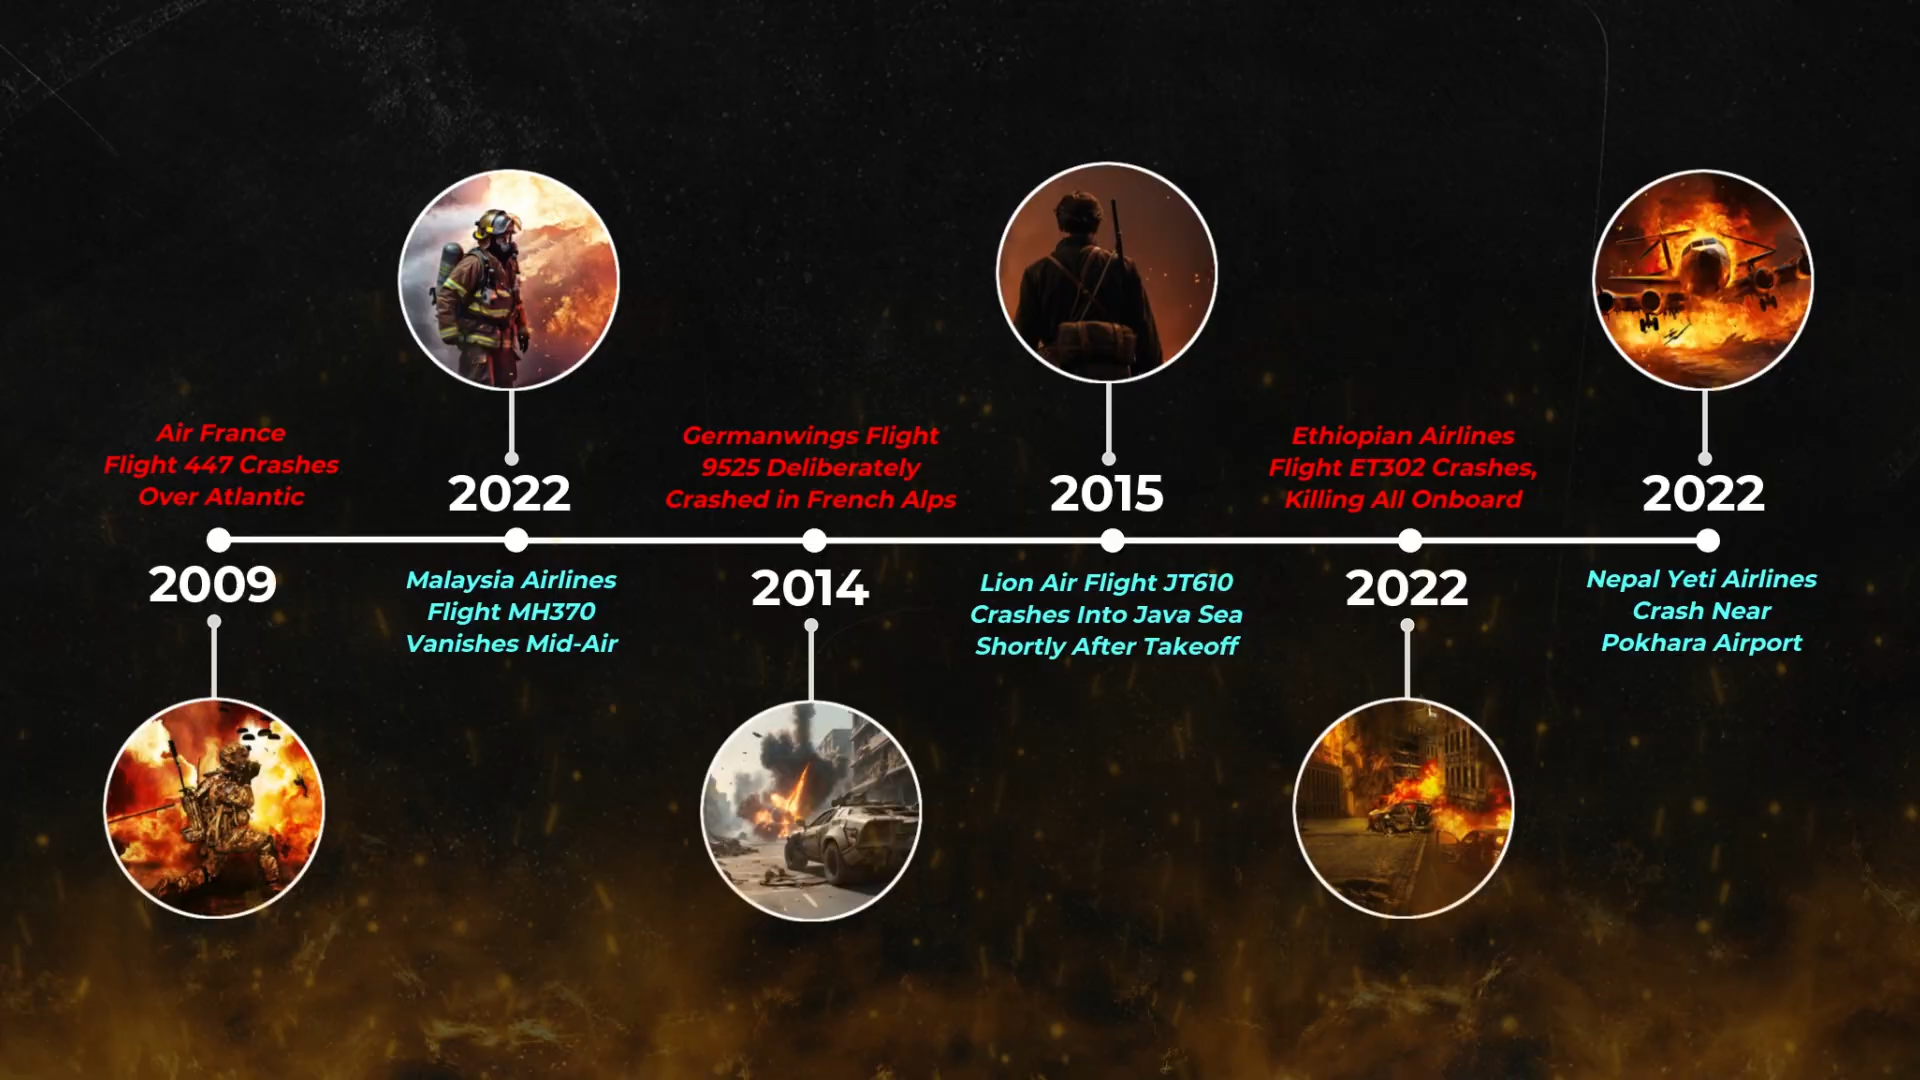 Air France
Flight 447 Crashes
Over Atlantic
2009
2022
Malaysia Airlines
Flight MH370
Vanishes Mid-Air
Germanwings Flight
9525 Deliberately
Crashed in French Alps
2014
2015
Lion Air Flight JT610
Crashes Into Java Sea
Shortly After Takeoff
Ethiopian Airlines
Flight ET302 Crashes,
Killing All Onboard
2022
2022
Nepal Yeti Airlines
Crash Near
Pokhara Airport